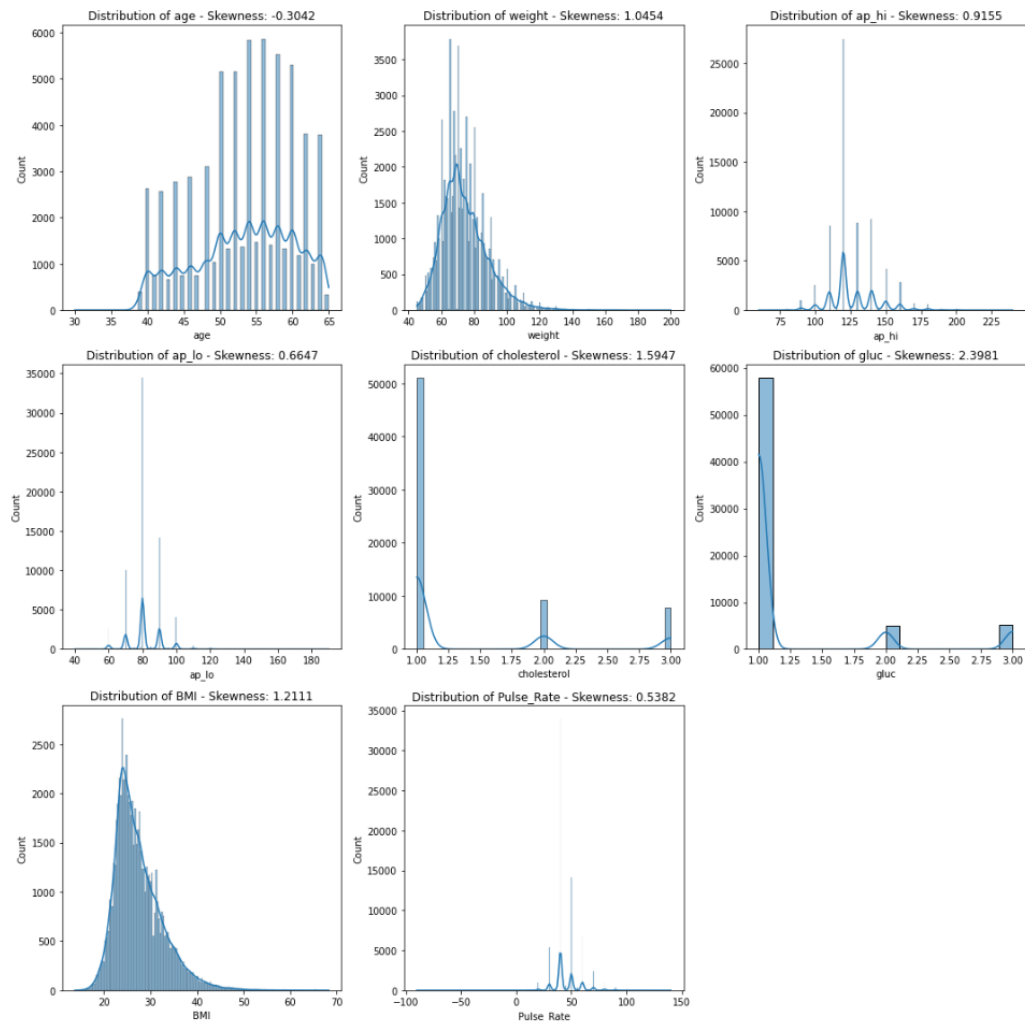 Distribution of age - Skewness: -0.3042
Count
6000
5000
4000
3000
2000
1000
0
30 35 40 45 50 55 60 65
age
Distribution of weight - Skewness: 1.0454
Count
3500
3000
2500
2000
1500
1000
500
0
40 60 80 100 120 140 160 180 200
weight
Distribution of ap_hi - Skewness: 0.9155
Count
25000
20000
15000
10000
5000
0
75 100 125 150 175 200 225
ap_hi
Distribution of ap_lo - Skewness: 0.6647
Count
35000
30000
25000
20000
15000
10000
5000
0
40 60 80 100 120 140 160 180
ap_lo
Distribution of cholesterol - Skewness: 1.5947
Count
50000
40000
30000
20000
10000
0
1.00 1.25 1.50 1.75 2.00 2.25 2.50 2.75 3.00
cholesterol
Distribution of gluc - Skewness: 2.3981
Count
60000
50000
40000
30000
20000
10000
0
1.00 1.25 1.50 1.75 2.00 2.25 2.50 2.75 3.00
gluc
Distribution of BMI - Skewness: 1.2111
Count
2500
2000
1500
1000
500
0
20 30 40 50 60 70
BMI
Distribution of Pulse_Rate - Skewness: 0.5382
Count
35000
30000
25000
20000
15000
10000
5000
0
−100 −50 0 50 100 150
Pulse_Rate